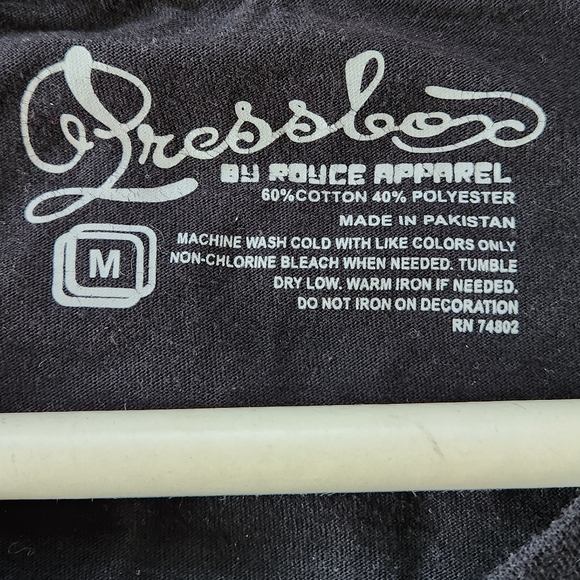 Pressbox
BY ROYCE APPAREL
60%COTTON 40% POLYESTER
MADE IN PAKISTAN
M
MACHINE WASH COLD WITH LIKE COLORS ONLY
NON-CHLORINE BLEACH WHEN NEEDED. TUMBLE
DRY LOW. WARM IRON IF NEEDED.
DO NOT IRON ON DECORATION
RN 74802